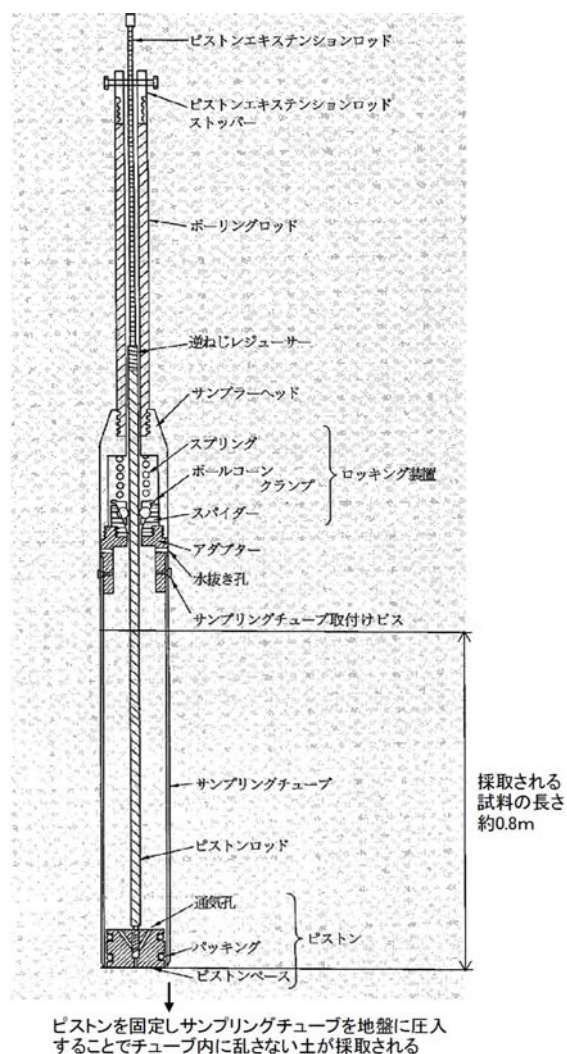 ピストンエキステンションロッド
ピストンエキステンションロッド
ストッパー
ボーリングロッド
逆ねじレジューサー
サンプラーヘッド
スプリング
ボールコーン
クランプ
ロッキング装置
スパイダー
アダプター
水抜き孔
サンプリングチューブ取付けビス
採取される
試料の長さ
約0.8m
サンプリングチューブ
ピストンロッド
通気孔
パッキング
ピストン
ピストンベース
ピストンを固定しサンプリングチューブを地盤に圧入
することでチューブ内に乱さない土が採取される